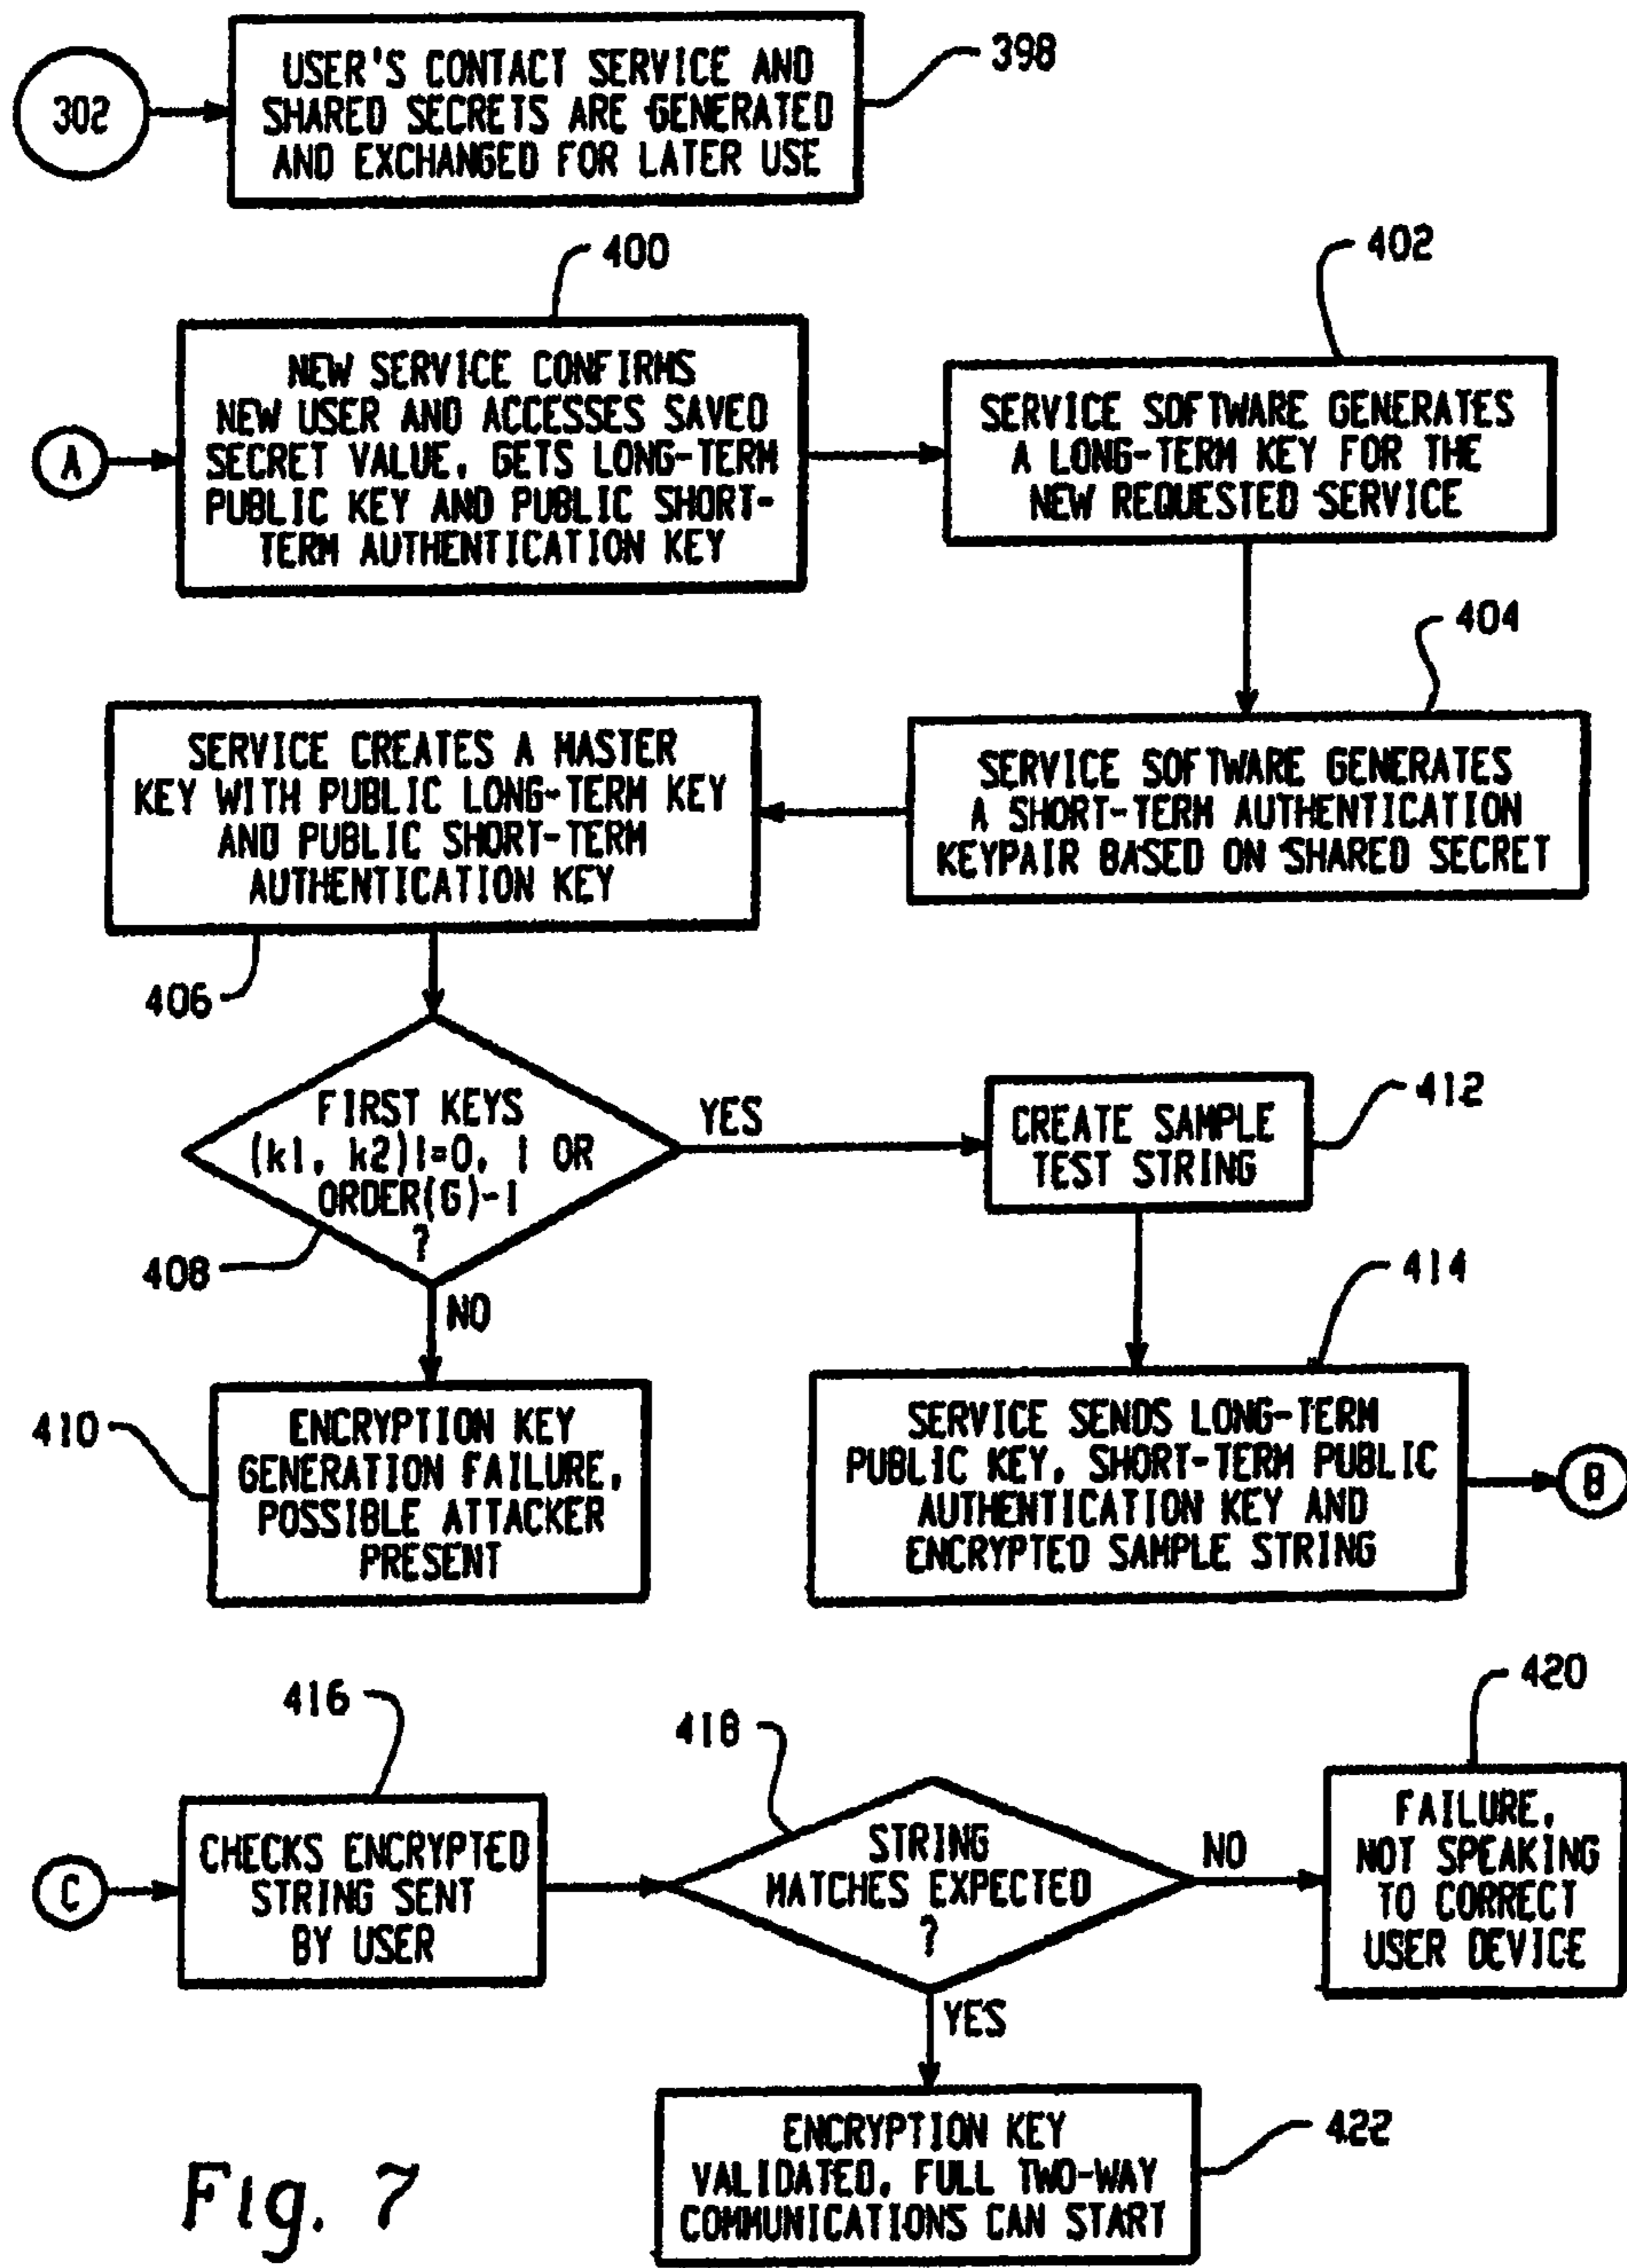 302
USER'S CONTACT SERVICE AND
SHARED SECRETS ARE GENERATED
AND EXCHANGED FOR LATER USE
398
400
402
A
NEW SERVICE CONFIRMS
NEW USER AND ACCESSES SAVED
SECRET VALUE, GETS LONG-TERM
PUBLIC KEY AND PUBLIC SHORT-
TERM AUTHENTICATION KEY
SERVICE SOFTWARE GENERATES
A LONG-TERM KEY FOR THE
NEW REQUESTED SERVICE
404
SERVICE CREATES A MASTER
KEY WITH PUBLIC LONG-TERM KEY
AND PUBLIC SHORT-TERM
AUTHENTICATION KEY
SERVICE SOFTWARE GENERATES
A SHORT-TERM AUTHENTICATION
KEYPAIR BASED ON SHARED SECRET
406
FIRST KEYS
(k1, k2)!=0, 1 OR
ORDER(G)-1
?
408
YES
NO
CREATE SAMPLE
TEST STRING
412
414
410
ENCRYPTION KEY
GENERATION FAILURE,
POSSIBLE ATTACKER
PRESENT
SERVICE SENDS LONG-TERM
PUBLIC KEY, SHORT-TERM PUBLIC
AUTHENTICATION KEY AND
ENCRYPTED SAMPLE STRING
B
416
418
420
C
CHECKS ENCRYPTED
STRING SENT
BY USER
STRING
MATCHES EXPECTED
?
NO
FAILURE,
NOT SPEAKING
TO CORRECT
USER DEVICE
YES
ENCRYPTION KEY
VALIDATED, FULL TWO-WAY
COMMUNICATIONS CAN START
422
Fig. 7